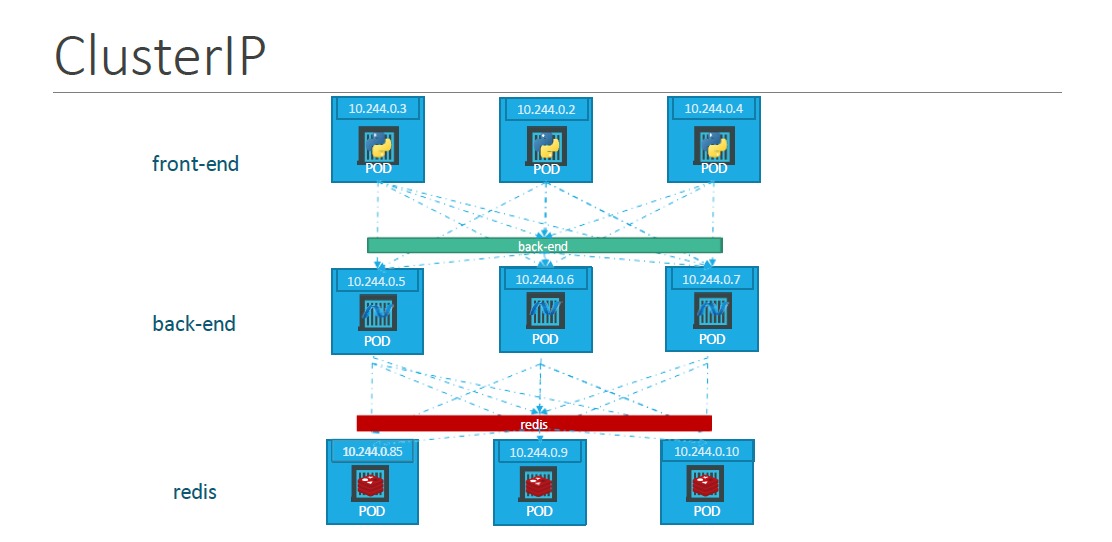 ClusterIP
10.244.0.3
10.244.0.2
10.244.0.4
front-end
POD
POD
POD
back-end
10.244.0.5
10.244.0.6
10.244.0.7
back-end
POD
POD
POD
redis
10.244.0.85
10.244.0.9
10.244.0.10
redis
POD
POD
POD